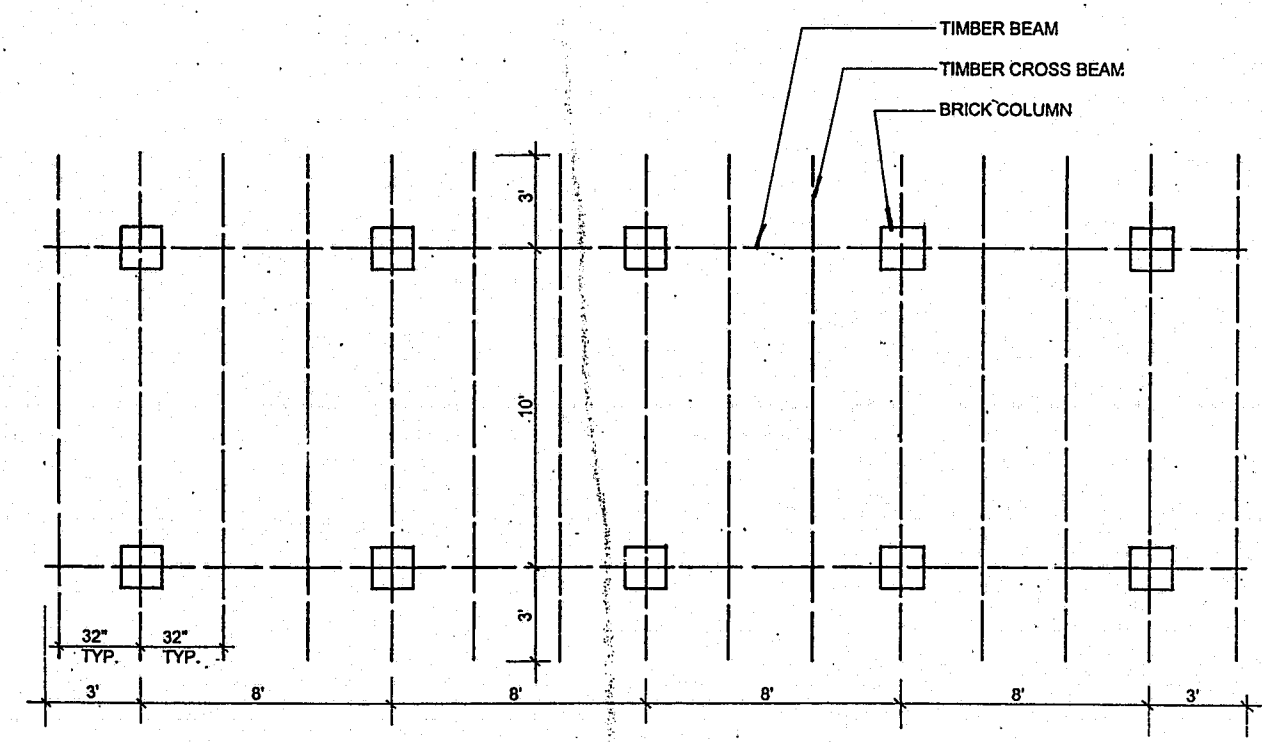 TIMBER BEAM
TIMBER CROSS BEAM
BRICK COLUMN
3'
10'
3'
32" 32"
TYP. TYP.
3' 8' 8' 8' 8' 3'